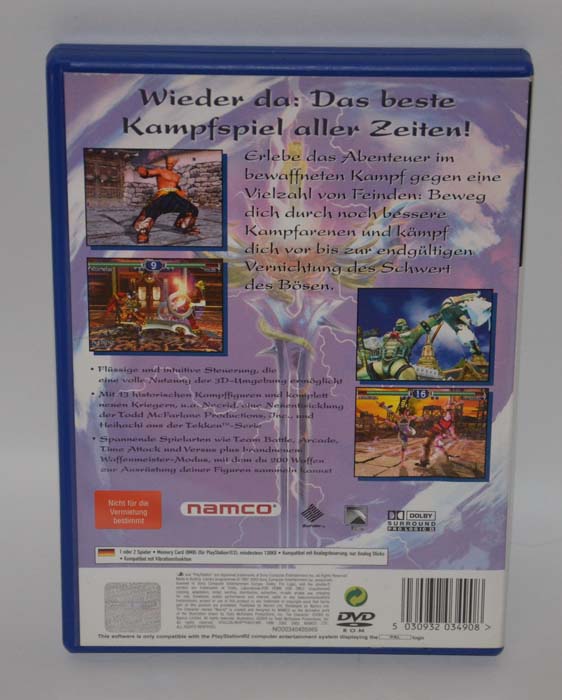 Wieder da: Das beste
Kampfspiel aller Zeiten!
Erlebe das Abenteuer im
bewaffneten Kampf gegen eine
Vielzahl von Feinden: Beweg
dich durch noch bessere
Kampfarenen und kämpf
dich vor bis zur endgültigen
Vernichtung des Schwert
des Bösen.
9
16
• Flüssige und intuitive Steuerung, die
eine volle Nutzung der 3D-Umgebung ermöglicht
• Mit 13 historischen Kampffiguren und komplett
neuen Kriegern, u.a. Necrid, eine Neuentwicklung
der Todd McFarlane Productions, Inc., und
Heihachi aus der Tekken™-Serie
• Spannende Spielarten wie Team Battle, Arcade,
Time Attack und Versus plus brandneuem
Waffenmeister-Modus, mit dem du 200 Waffen
zur Ausrüstung deiner Figuren sammeln kannst
Nicht für die
Vermietung
bestimmt
namco
DOLBY
SURROUND
PRO LOGIC II
1 oder 2 Spieler • Memory Card (8MB) (für PlayStation®2), mindestens 138KB • Kompatibel mit Analogsteuerung: nur Analog Sticks
• Kompatibel mit Vibrationsfunktion
DVD
ROM
5 030932 034908 >
This software is only compatible with the PlayStation®2 computer entertainment system displaying the PAL logo